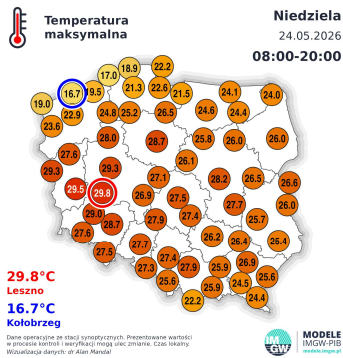 Temperatura
maksymalna
Niedziela
24.05.2026
08:00-20:00
17.0 18.9 22.2
19.0 16.7 19.5 21.3 22.6 21.5 24.1 24.0
23.6 22.9 24.8 25.2 26.5 24.6 24.4
28.0 28.7 25.8 26.0 26.0
27.6 26.1
29.3 29.3 27.1 28.2 26.5 26.6
29.5 29.8 26.9 27.5 27.7 26.0
29.0 28.7 27.9 27.4 25.7
27.6 26.2 26.4 26.4
27.5 27.7 27.4 26.9
27.3 27.9 25.9 25.6
25.6 25.9 24.5
22.2 24.4
29.8°C
Leszno
16.7°C
Kołobrzeg
Dane operacyjne ze stacji synoptycznych. Prezentowane wartości
w procesie kontroli i weryfikacji mogą ulec zmianie. Czas lokalny.
Wizualizacja danych: dr Alan Mandal
IM
GW
MODELE
IMGW-PIB
modele.imgw.pl